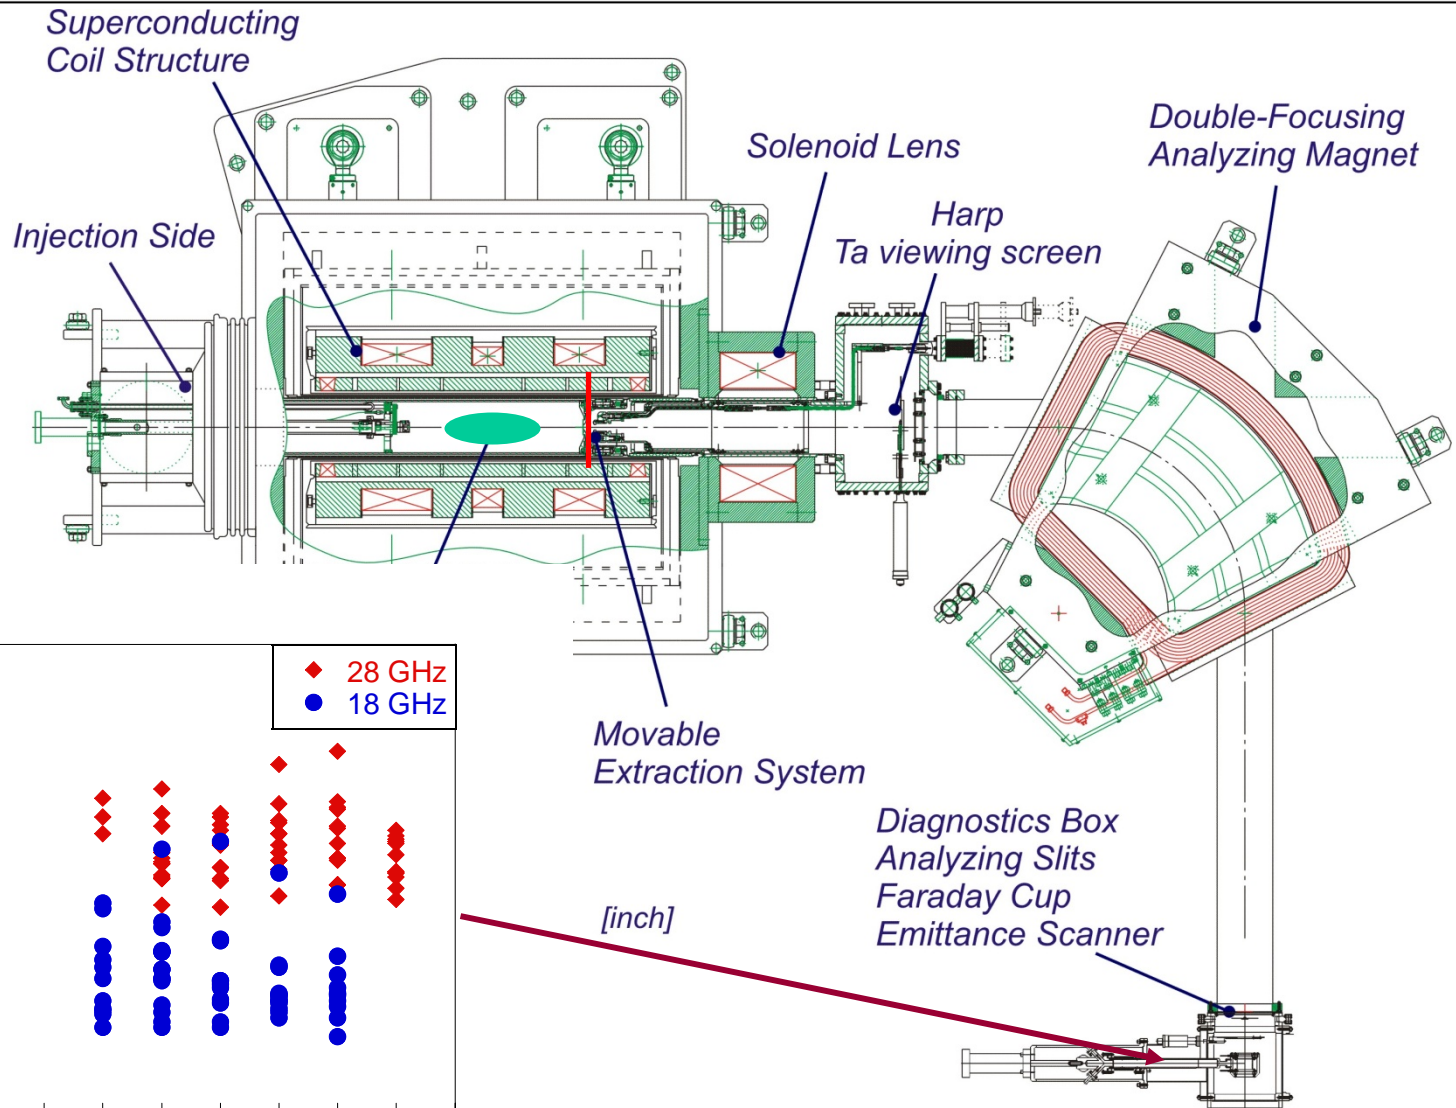 Superconducting
Coil Structure
Injection Side
Solenoid Lens
Harp
Ta viewing screen
Double-Focusing
Analyzing Magnet
28 GHz
18 GHz
Movable
Extraction System
[inch]
Diagnostics Box
Analyzing Slits
Faraday Cup
Emittance Scanner